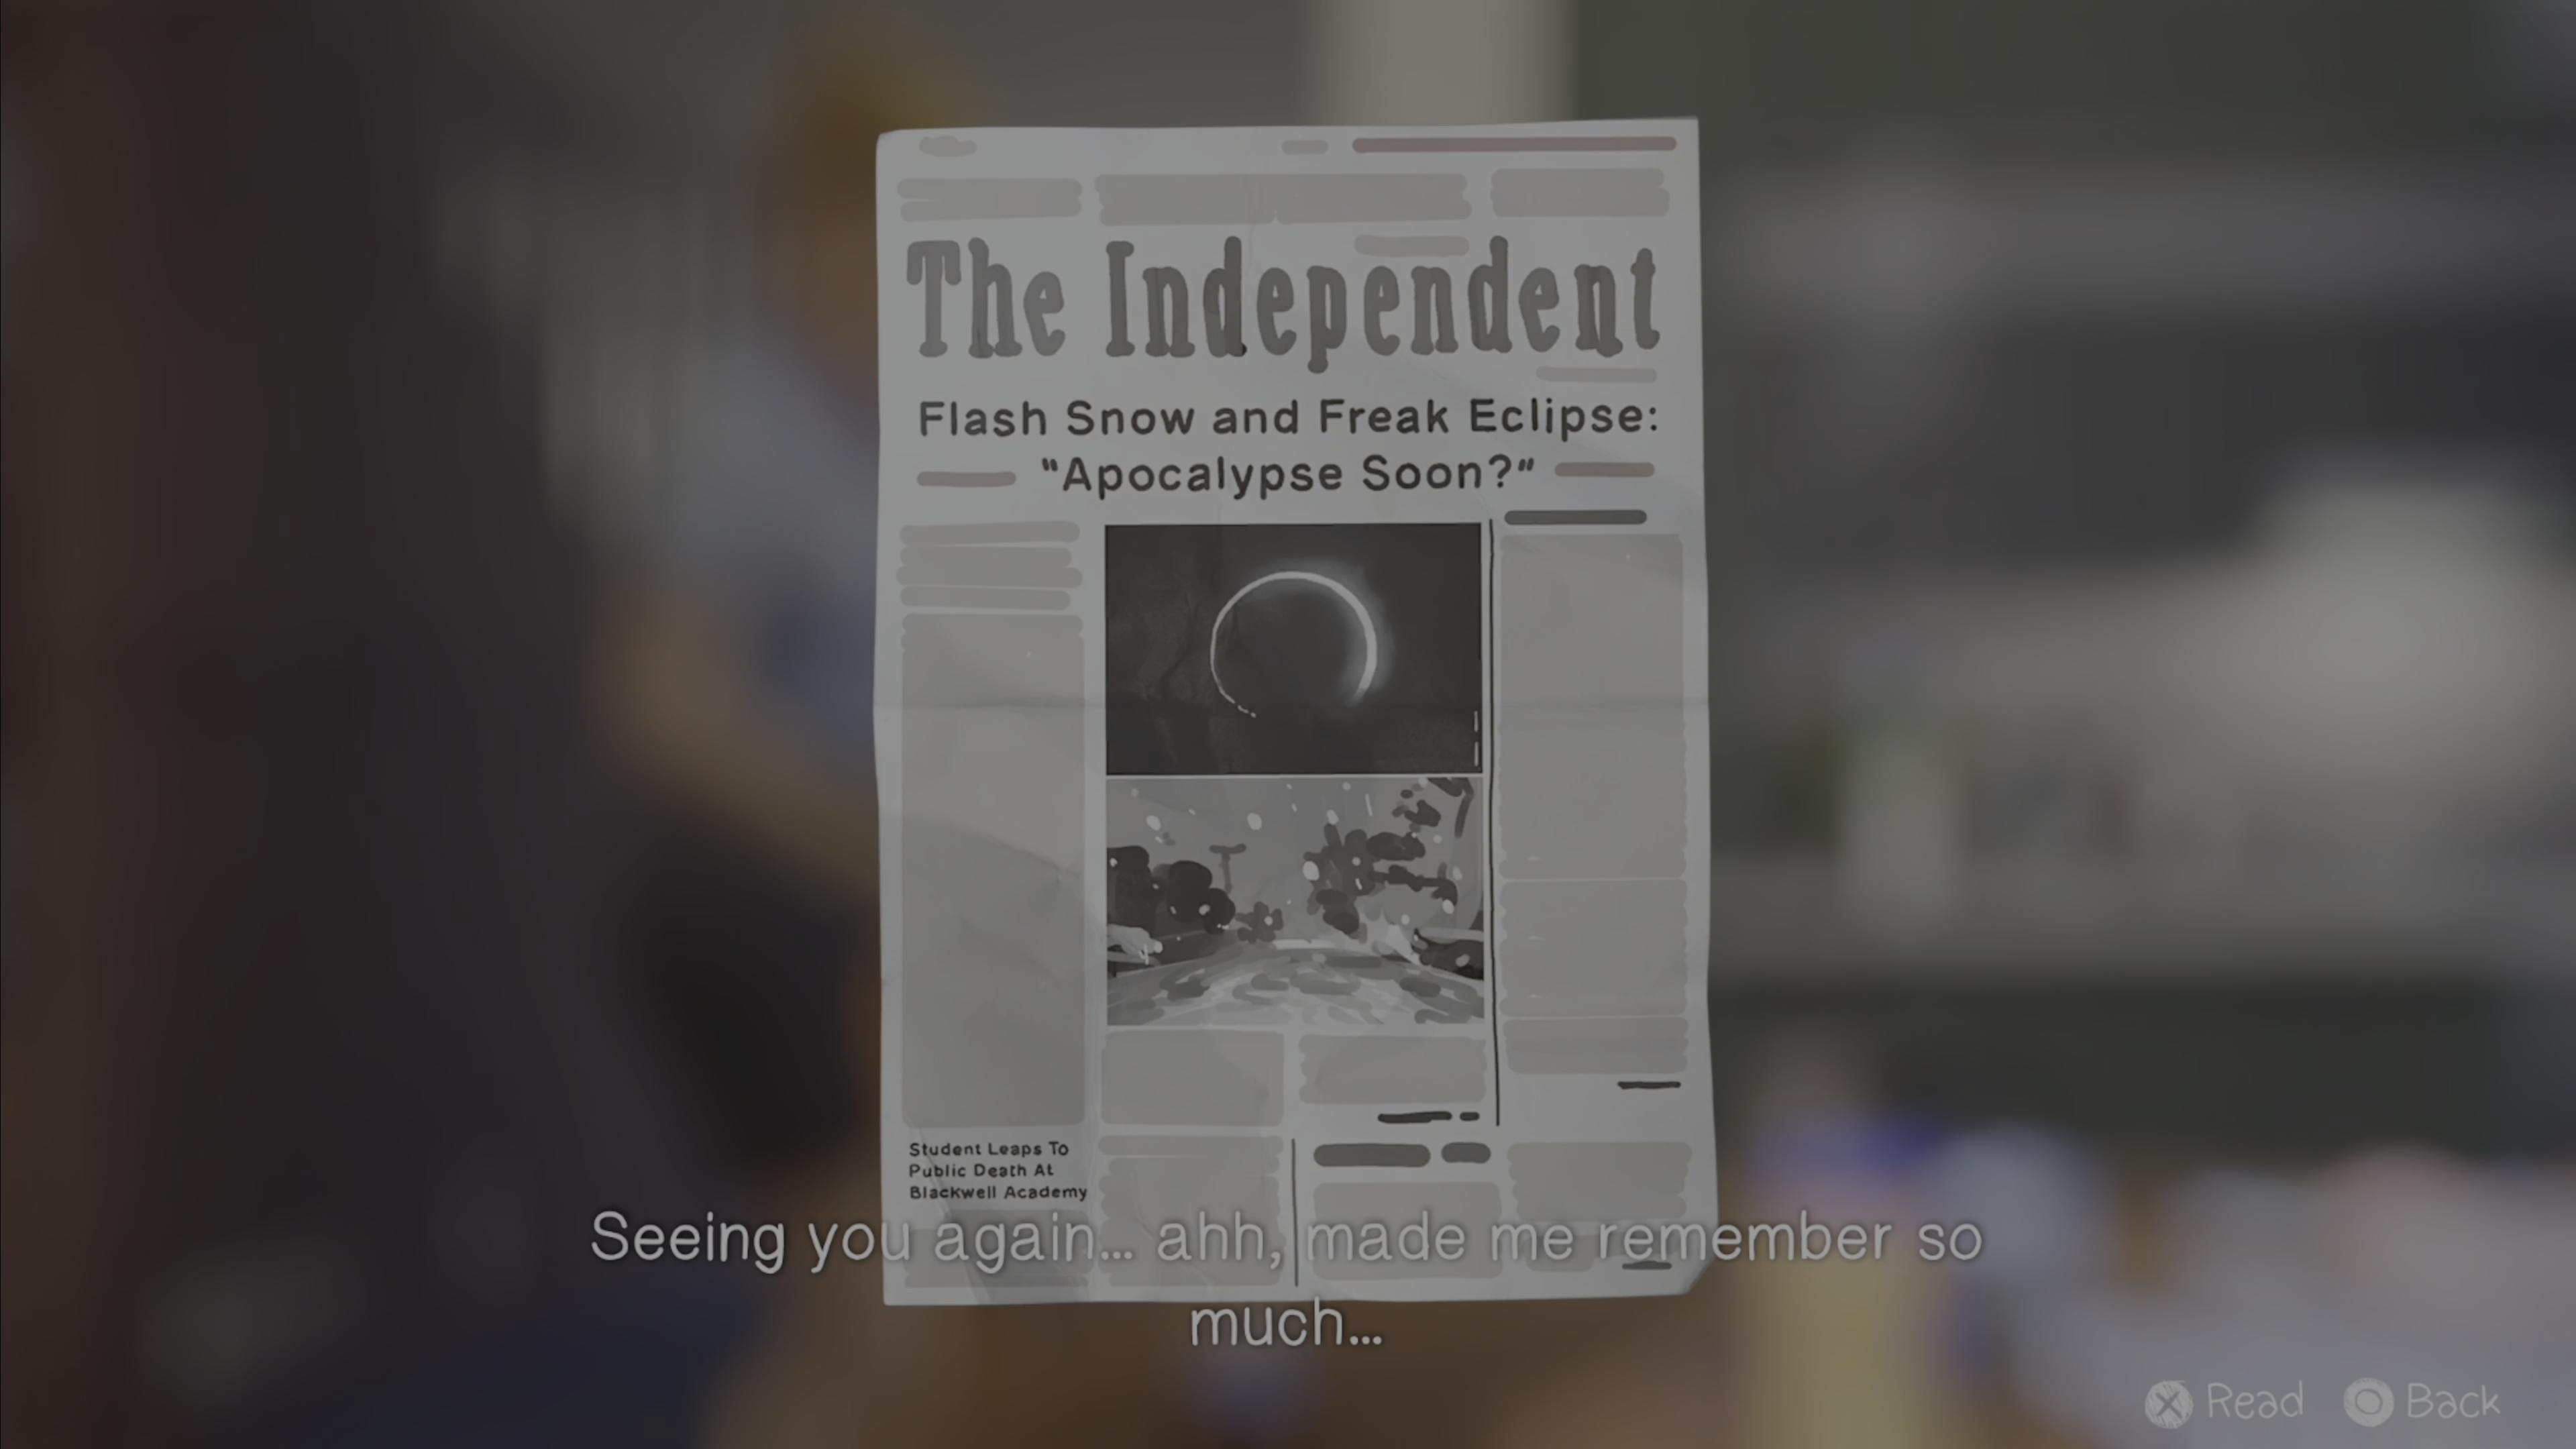 The Independent
Flash Snow and Freak Eclipse:
"Apocalypse Soon?"
Student Leaps To
Public Death At
Blackwell Academy
Seeing you again... ahh, made me remember so
much...
Read Back